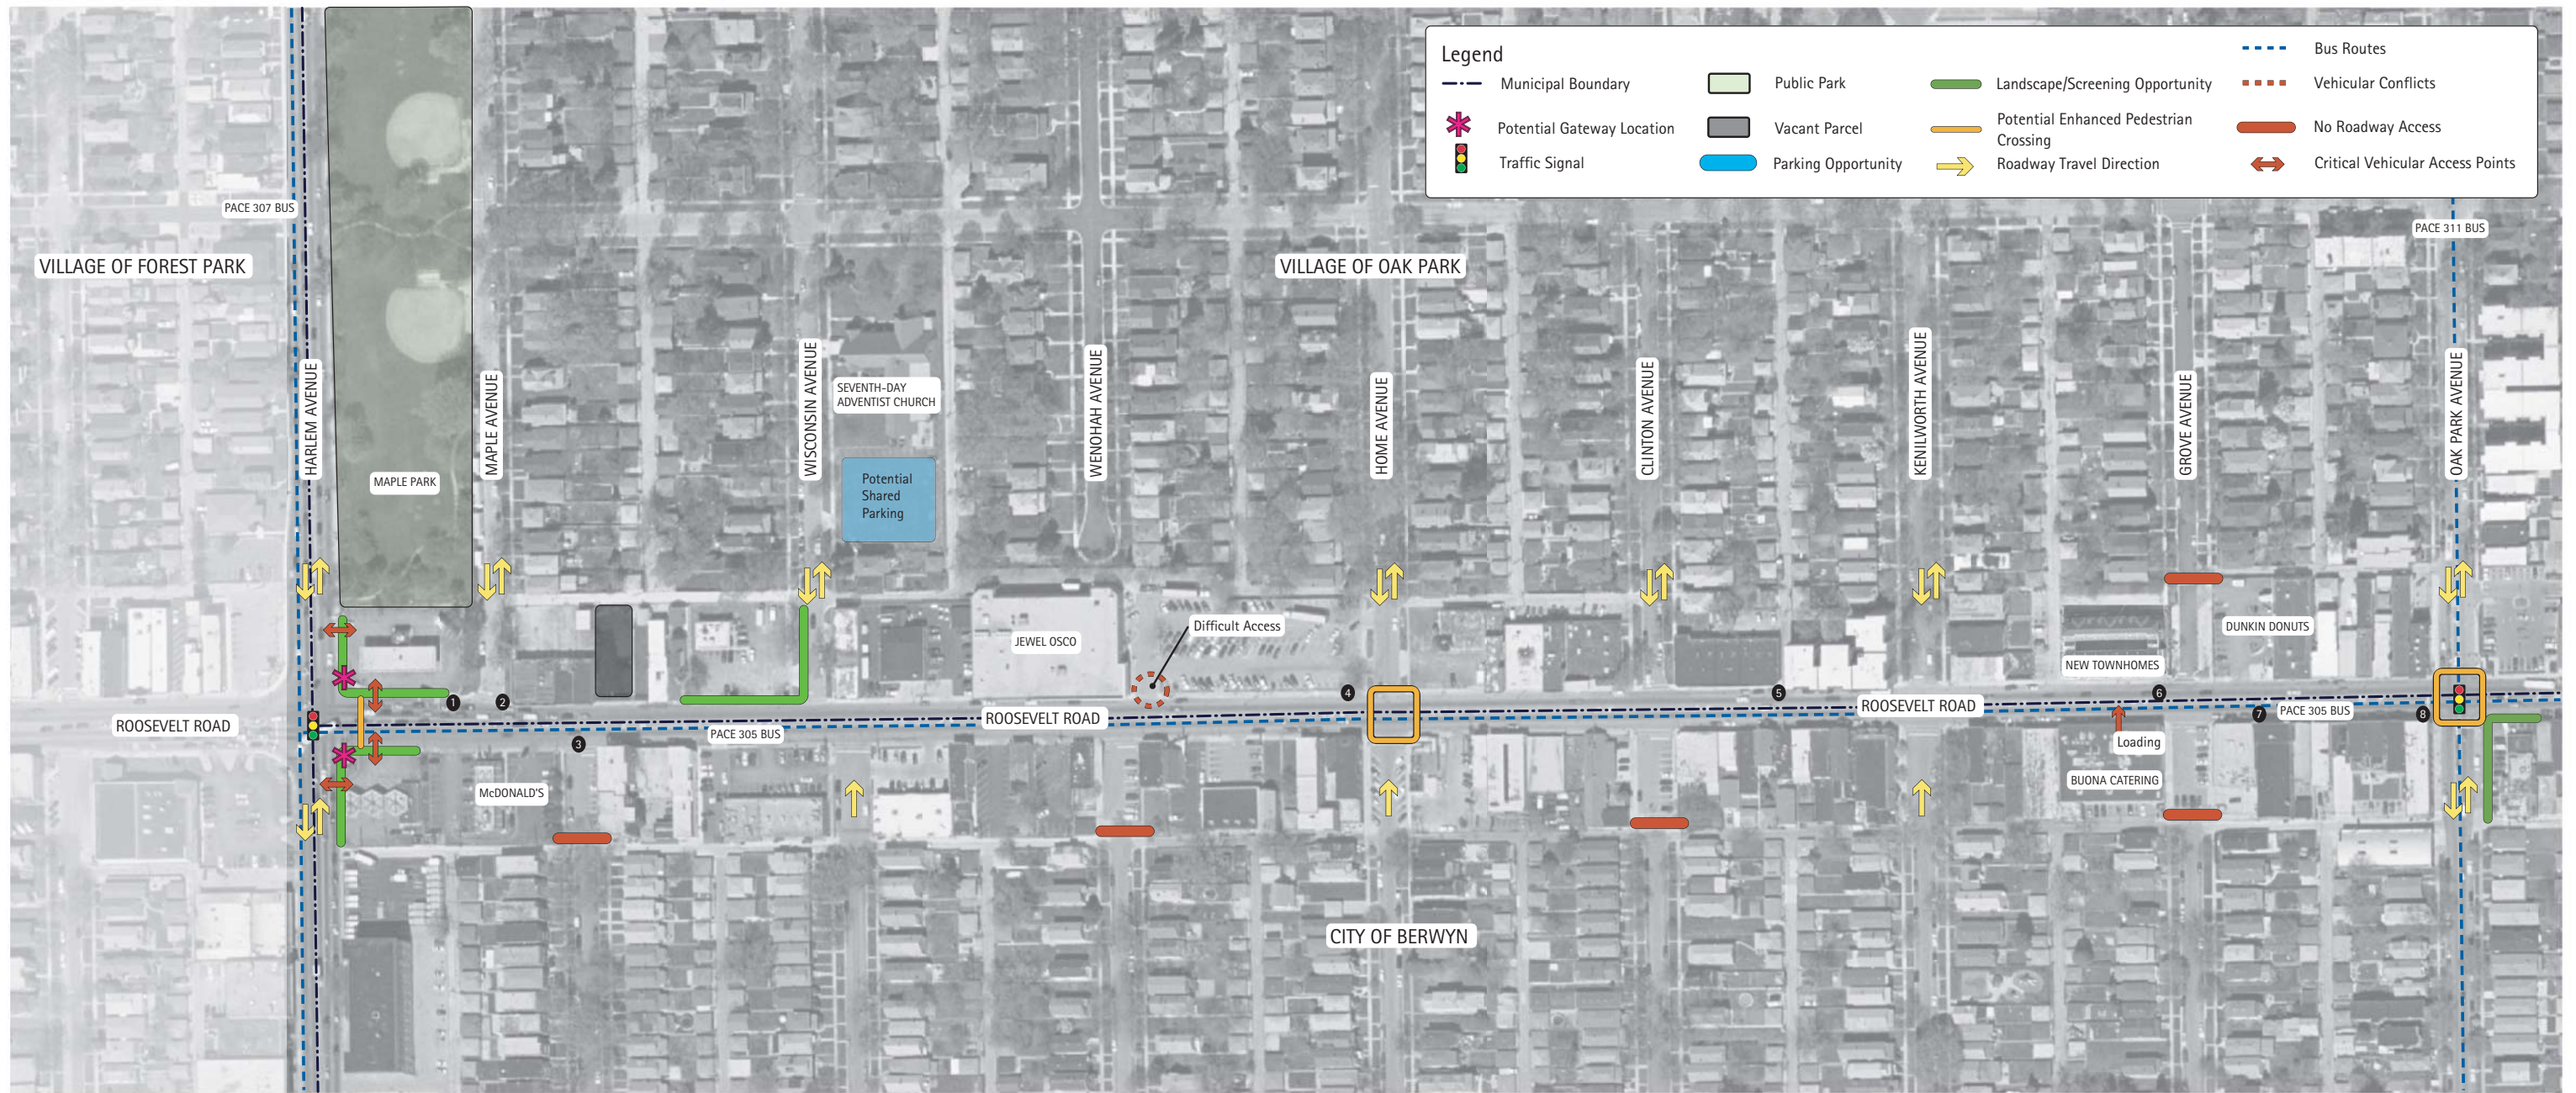 Legend
Municipal Boundary
Potential Gateway Location
Traffic Signal
Public Park
Vacant Parcel
Parking Opportunity
Landscape/Screening Opportunity
Potential Enhanced Pedestrian
Crossing
Roadway Travel Direction
Bus Routes
Vehicular Conflicts
No Roadway Access
Critical Vehicular Access Points
PACE 307 BUS
PACE 311 BUS
VILLAGE OF FOREST PARK
VILLAGE OF OAK PARK
HARLEM AVENUE
MAPLE AVENUE
WISCONSIN AVENUE
WENONAH AVENUE
HOME AVENUE
CLINTON AVENUE
KENILWORTH AVENUE
GROVE AVENUE
OAK PARK AVENUE
SEVENTH-DAY
ADVENTIST CHURCH
MAPLE PARK
Potential
Shared
Parking
Difficult Access
JEWEL OSCO
DUNKIN DONUTS
NEW TOWNHOMES
1
2
3
4
5
6
7
8
ROOSEVELT ROAD
ROOSEVELT ROAD
ROOSEVELT ROAD
PACE 305 BUS
PACE 305 BUS
Loading
McDONALD'S
BUONA CATERING
CITY OF BERWYN